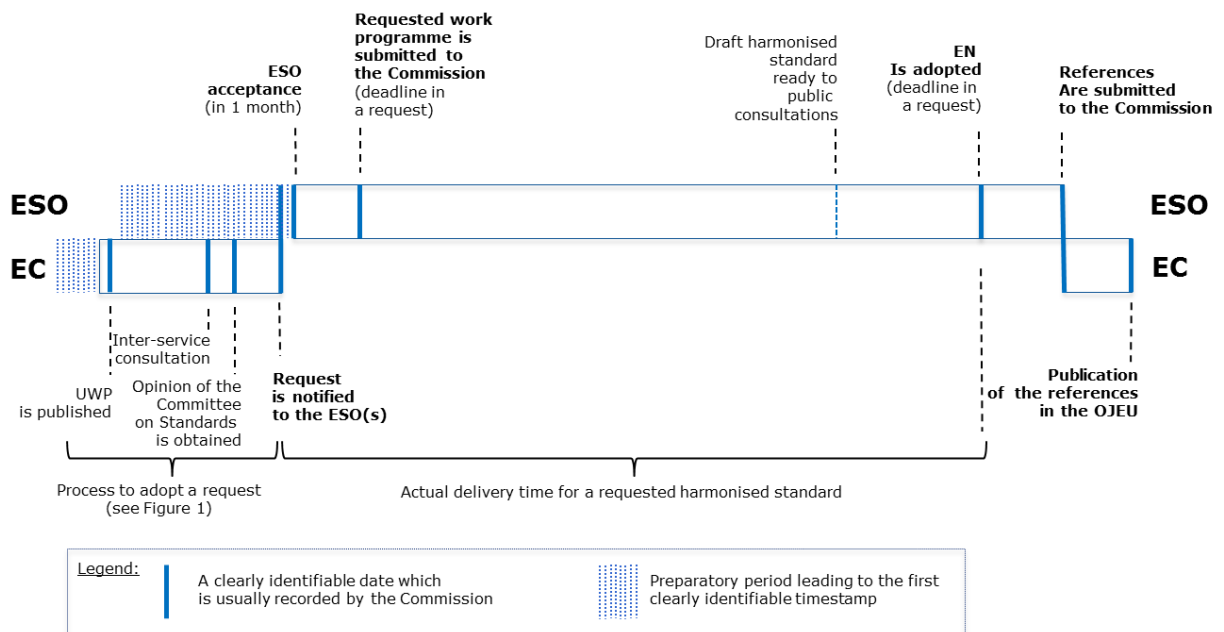 ESO
acceptance
(in 1 month)
Requested work
programme is
submitted to
the Commission
(deadline in
a request)
Draft harmonised
standard
ready to
public
consultations
EN
Is adopted
(deadline in
a request)
References
Are submitted
to the Commission
ESO
ESO
EC
EC
Inter-service
consultation
UWP
is published
Opinion of the
Committee
on Standards
is obtained
Request
is notified
to the ESO(s)
Publication
of the references
in the OJEU
Process to adopt a request
(see Figure 1)
Actual delivery time for a requested harmonised standard
Legend:
A clearly identifiable date which
is usually recorded by the Commission
Preparatory period leading to the first
clearly identifiable timestamp